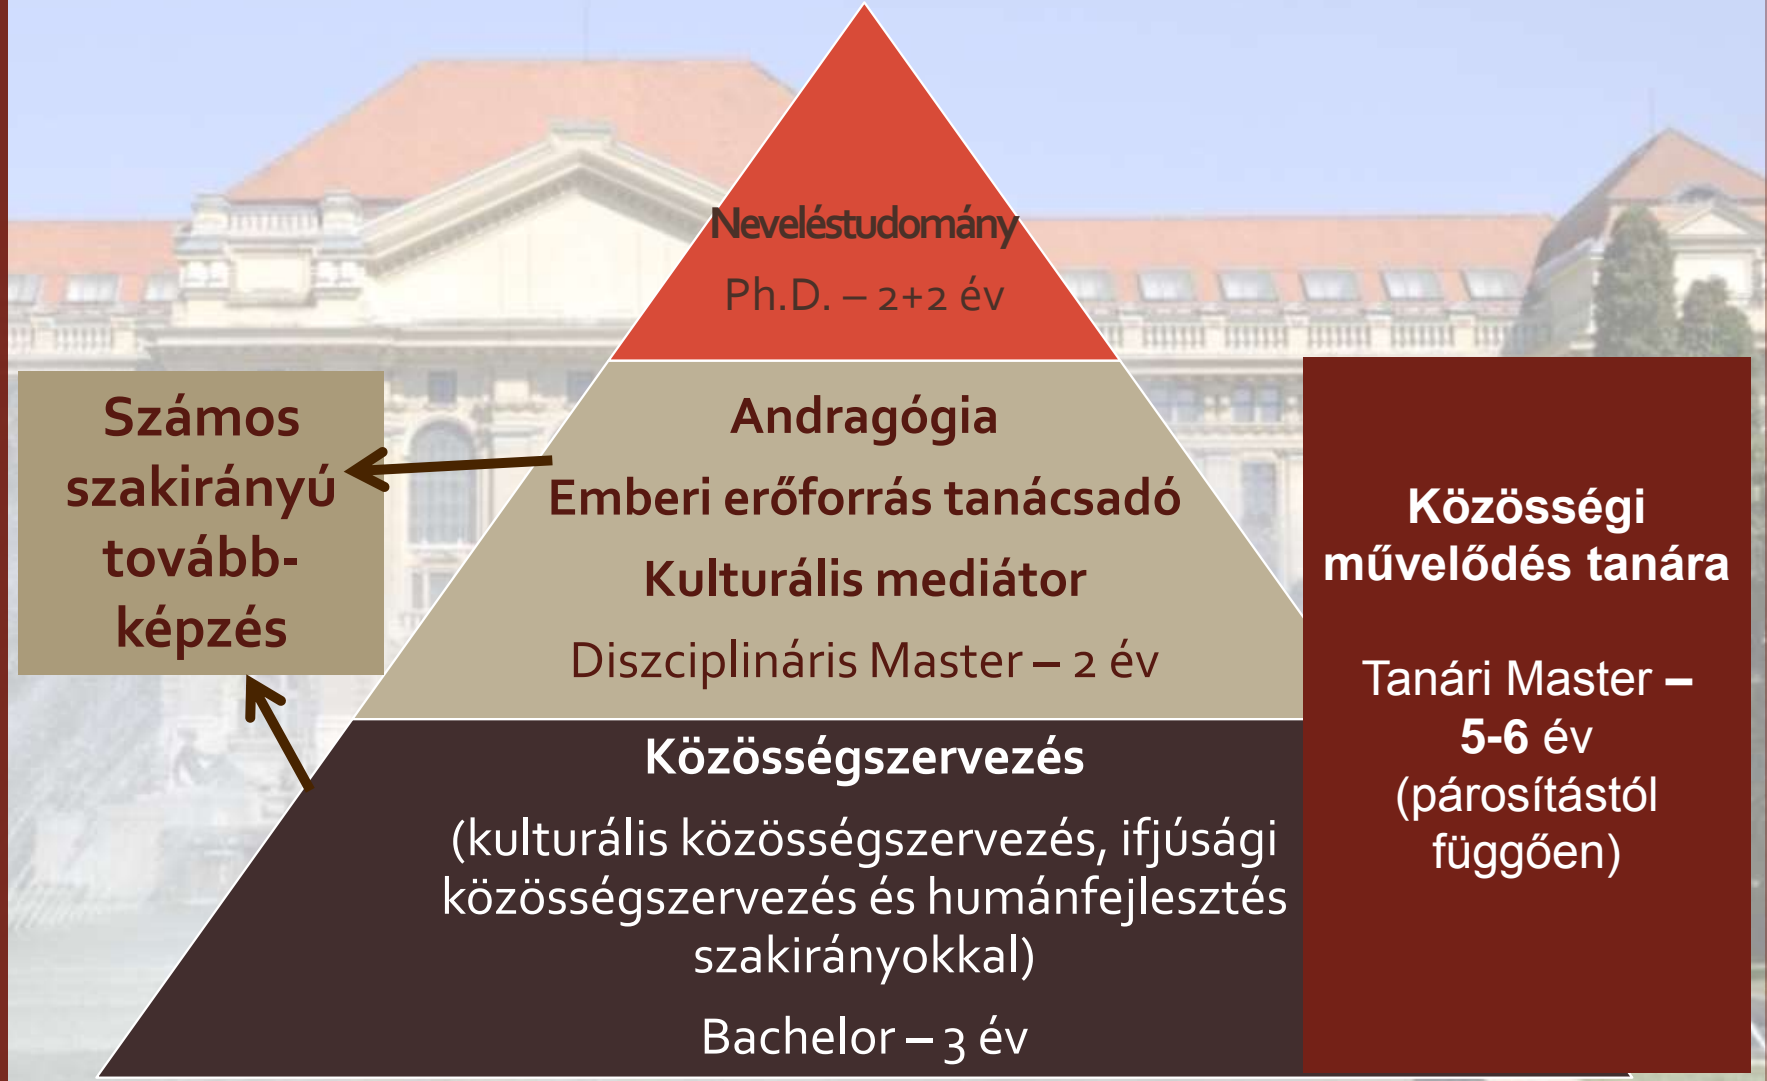 Neveléstudomány
Ph.D. – 2+2 év
Számos
szakirányú
tovább-
képzés
Andragógia
Emberi erőforrás tanácsadó
Kulturális mediátor
Diszciplináris Master – 2 év
Közösségi
művelődés tanára
Tanári Master –
5-6 év
(párosítástól
függően)
Közösségszervezés
(kulturális közösségszervezés, ifjúsági
közösségszervezés és humánfejlesztés
szakirányokkal)
Bachelor – 3 év